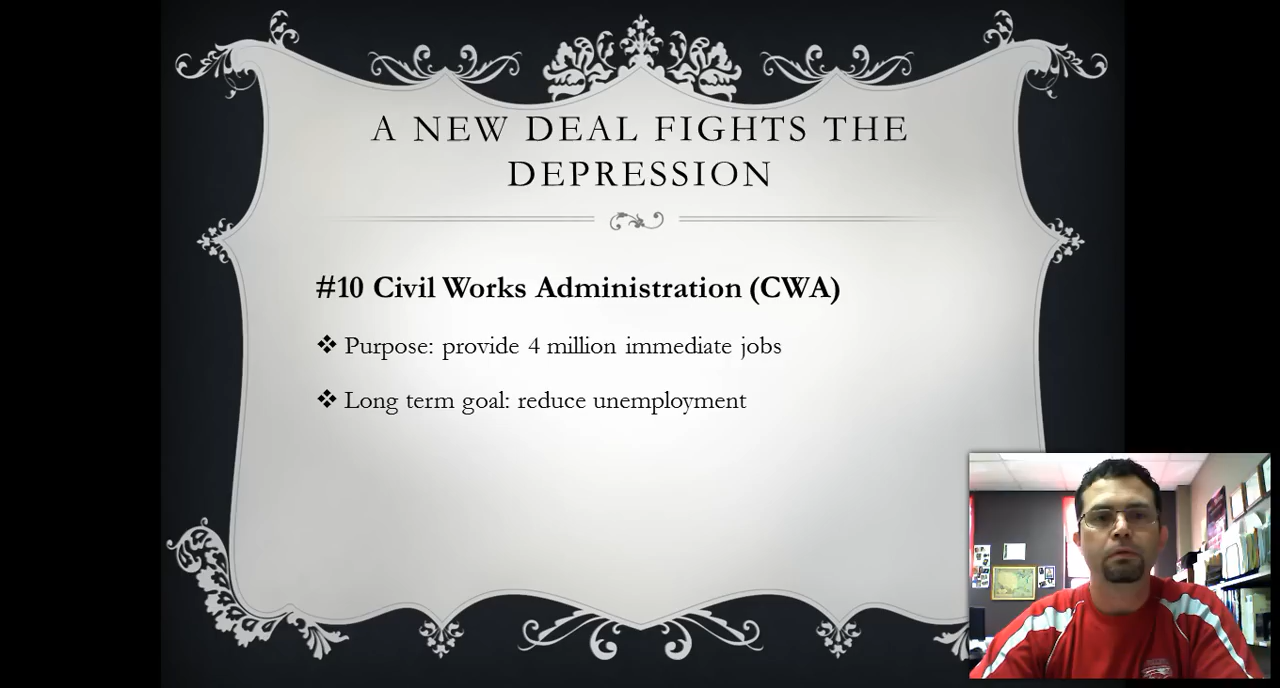 A NEW DEAL FIGHTS THE
DEPRESSION
#10 Civil Works Administration (CWA)
❖ Purpose: provide 4 million immediate jobs
❖ Long term goal: reduce unemployment